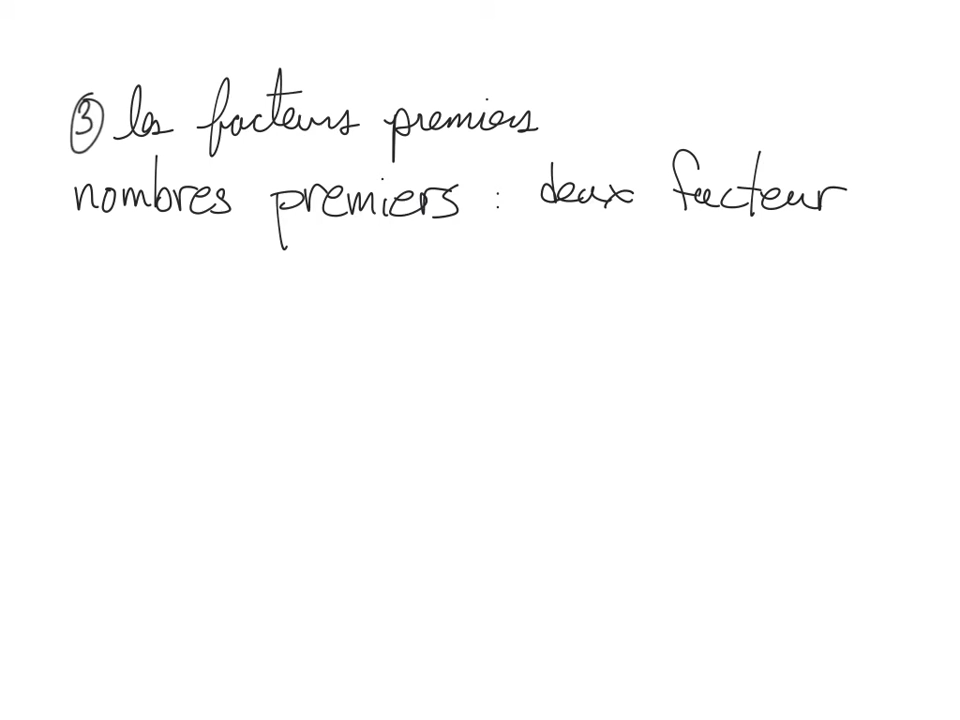 ③ les facteurs premiers
nombres premiers : deux facteur